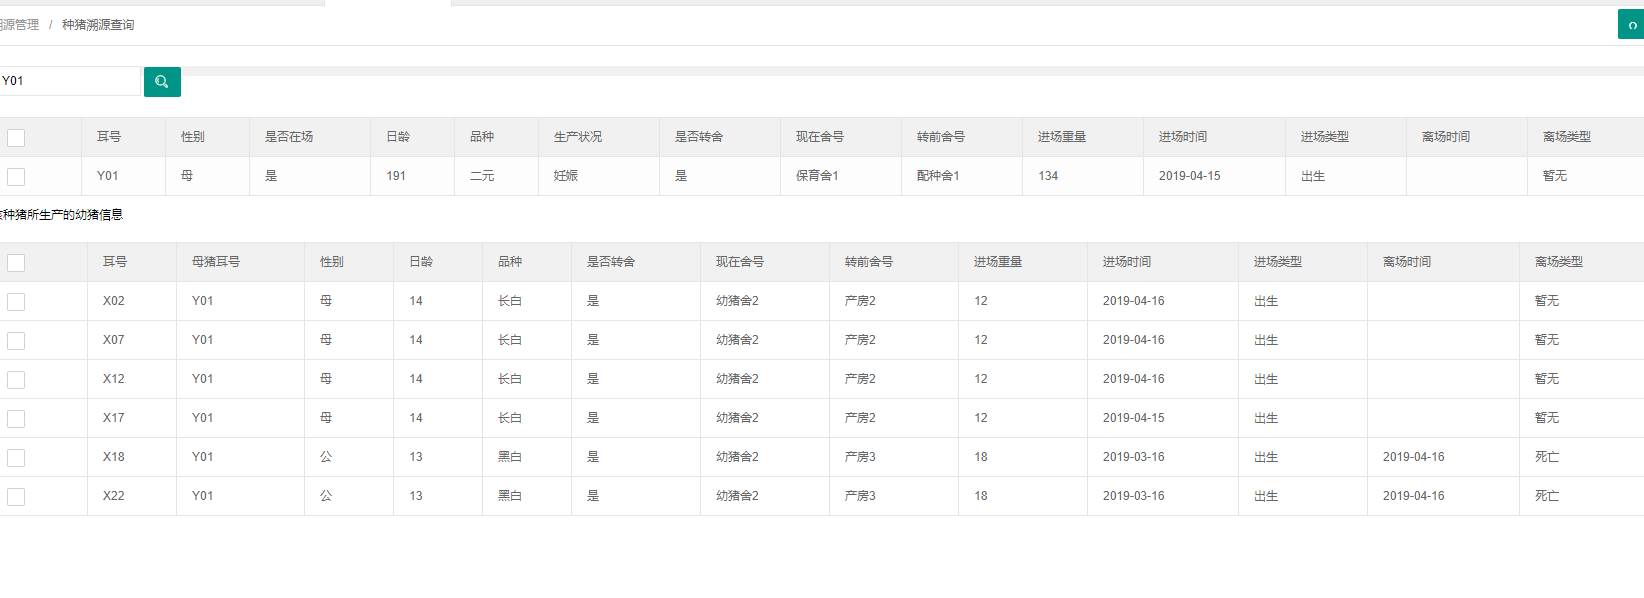 溯源管理 / 种猪溯源查询
Y01
耳号 性别 是否在场 日龄 品种 生产状况 是否转舍 现在舍号 转前舍号 进场重量 进场时间 进场类型 离场时间 离场类型
Y01 母 是 191 二元 妊娠 是 保育舍1 配种舍1 134 2019-04-15 出生 暂无
种猪所生产的幼猪信息
耳号 母猪耳号 性别 日龄 品种 是否转舍 现在舍号 转前舍号 进场重量 进场时间 进场类型 离场时间 离场类型
X02 Y01 母 14 长白 是 幼猪舍2 产房2 12 2019-04-16 出生 暂无
X07 Y01 母 14 长白 是 幼猪舍2 产房2 12 2019-04-16 出生 暂无
X12 Y01 母 14 长白 是 幼猪舍2 产房2 12 2019-04-16 出生 暂无
X17 Y01 母 14 长白 是 幼猪舍2 产房2 12 2019-04-15 出生 暂无
X18 Y01 公 13 黑白 是 幼猪舍2 产房3 18 2019-03-16 出生 2019-04-16 死亡
X22 Y01 公 13 黑白 是 幼猪舍2 产房3 18 2019-03-16 出生 2019-04-16 死亡